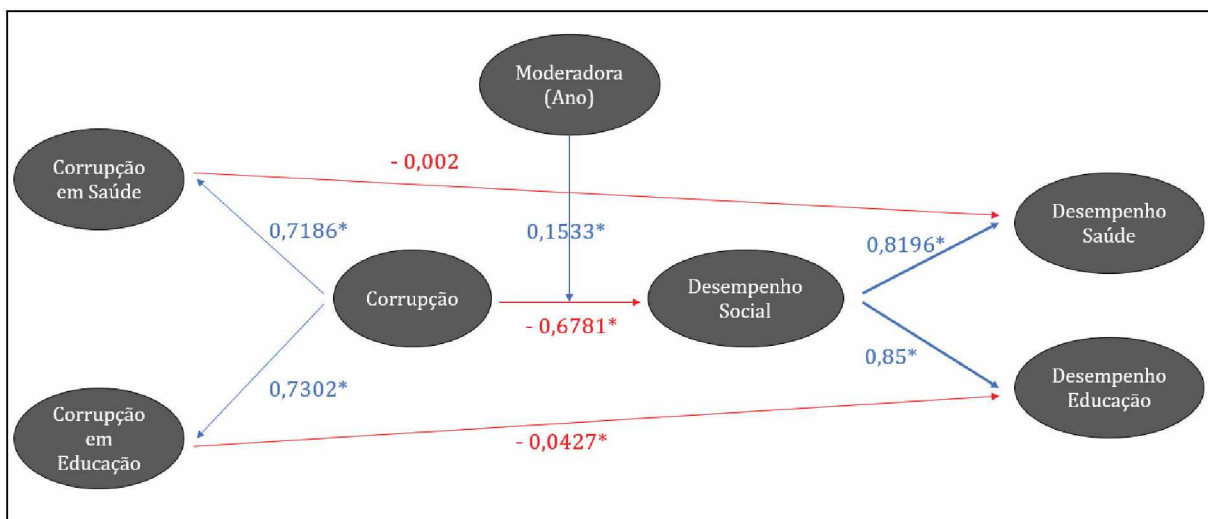 Moderadora
(Ano)
Corrupção
em Saúde
- 0,002
Desempenho
Saúde
0,7186*
0,1533*
0,8196*
Corrupção
Desempenho
Social
- 0,6781*
0,85*
0,7302*
Desempenho
Educação
Corrupção
em
Educação
- 0,0427*